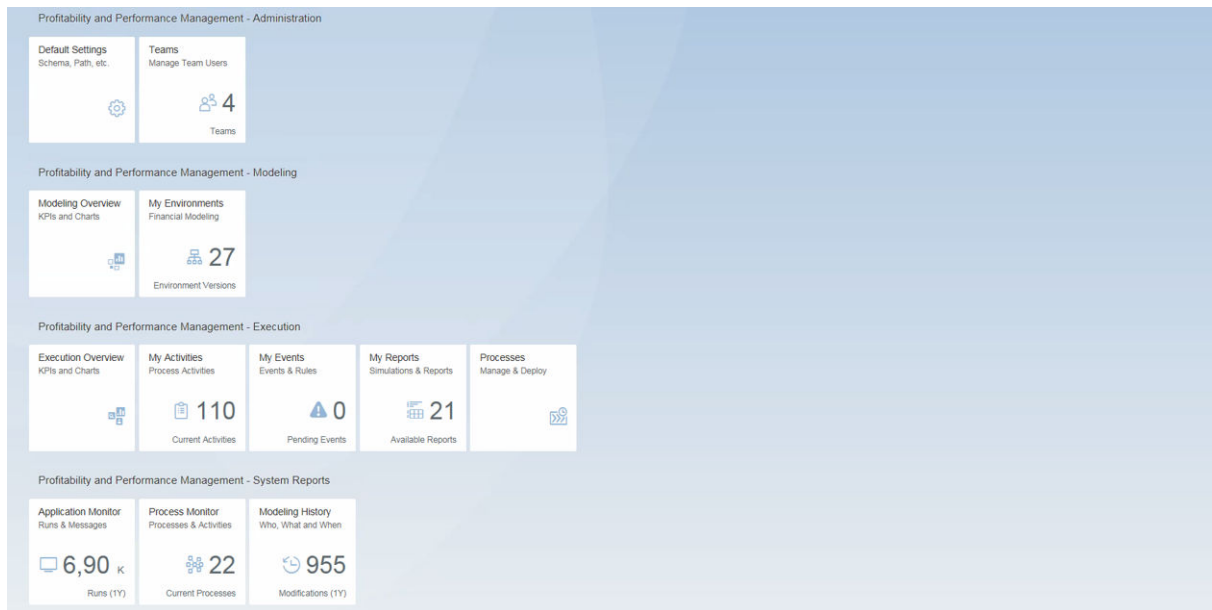 Profitability and Performance Management - Administration
Default Settings
Schema, Path, etc.
Teams
Manage Team Users
4
Teams
Profitability and Performance Management - Modeling
Modeling Overview
KPIs and Charts
My Environments
Financial Modeling
27
Environment Versions
Profitability and Performance Management - Execution
Execution Overview
KPIs and Charts
My Activities
Process Activities
110
Current Activities
My Events
Events & Rules
0
Pending Events
My Reports
Simulations & Reports
21
Available Reports
Processes
Manage & Deploy
Profitability and Performance Management - System Reports
Application Monitor
Runs & Messages
6,90 K
Runs (1Y)
Process Monitor
Processes & Activities
22
Current Processes
Modeling History
Who, What and When
955
Modifications (1Y)